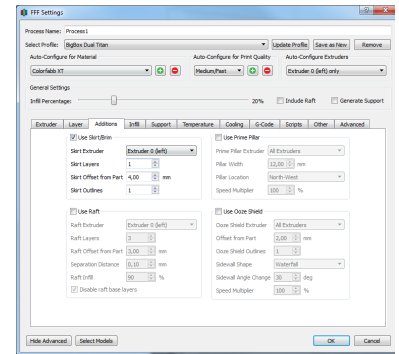 FFF Settings
Process Name: Process1
Select Profile: BigBox Dual Titan Update Profile Save as New Remove
Auto-Configure for Material Auto-Configure for Print Quality Auto-Configure Extruders
Colorfabb XT Medium/Fast Extruder 0 (left) only
General Settings
Infill Percentage: 20% Include Raft Generate Support
Extruder Layer Additions Infill Support Temperature Cooling G-Code Scripts Other Advanced
Use Skirt/Brim Use Prime Pillar
Skirt Extruder Extruder 0 (left) Prime Pillar Extruder All Extruders
Skirt Layers 1 Pillar Width 12,00 mm
Skirt Offset from Part 4,00 mm Pillar Location North-West
Skirt Outlines 1 Speed Multiplier 100 %
Use Raft Use Ooze Shield
Raft Extruder Extruder 0 (left) Ooze Shield Extruder All Extruders
Raft Layers 3 Offset from Part 2,00 mm
Raft Offset from Part 3,00 mm Ooze Shield Outlines 1
Separation Distance 0,10 mm Sidewall Shape Waterfall
Raft Infill 90 % Sidewall Angle Change 30 deg
Disable raft base layers Speed Multiplier 100 %
Hide Advanced Select Models OK Cancel